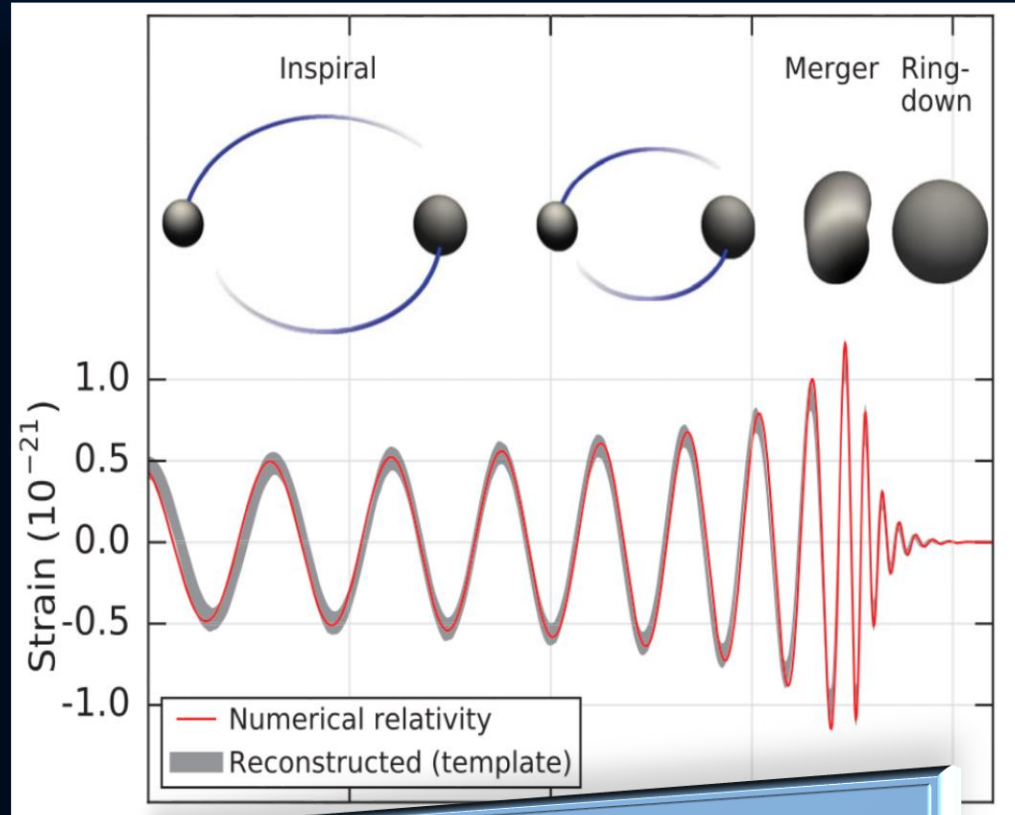 Inspiral
Merger
Ring-
down
1.0
0.5
0.0
-0.5
-1.0
Strain (10⁻²¹)
Numerical relativity
Reconstructed (template)